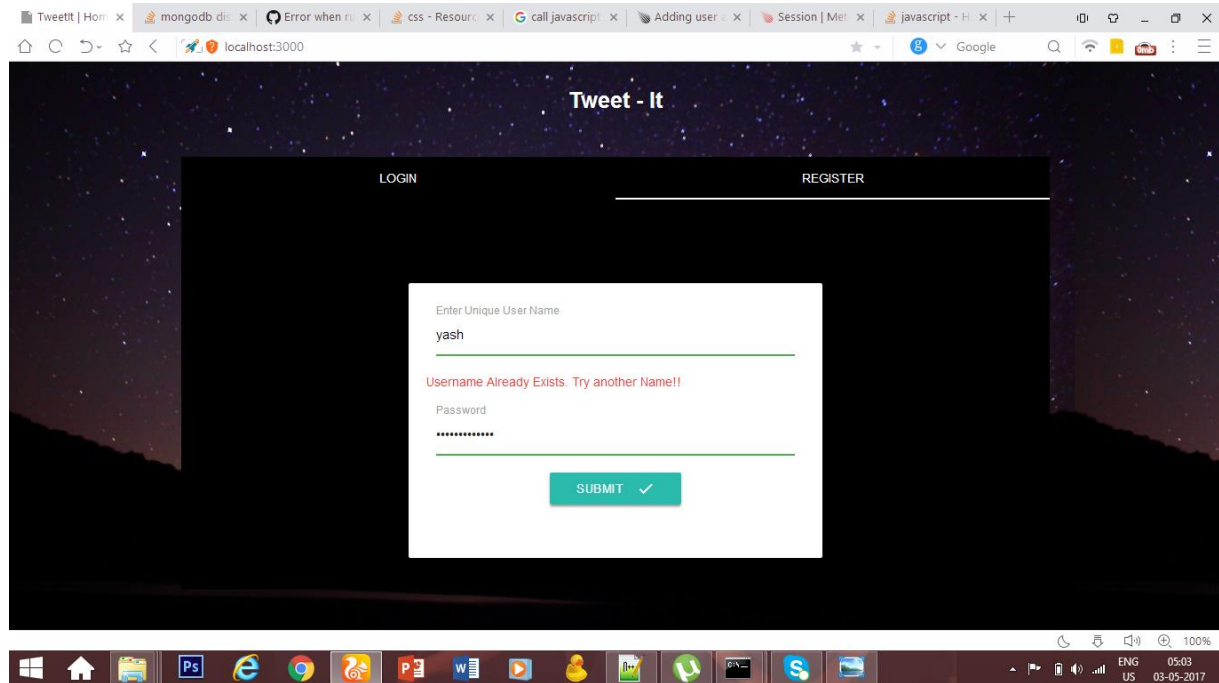 TweetIt | Hom
mongodb dis
Error when ru
css - Resourc
call javascript
Adding user a
Session | Met
javascript - H
localhost:3000
Google
Tweet - It
LOGIN
REGISTER
Enter Unique User Name
yash
Username Already Exists. Try another Name!!
Password
SUBMIT
100%
Ps
ENG
US
05:03
03-05-2017